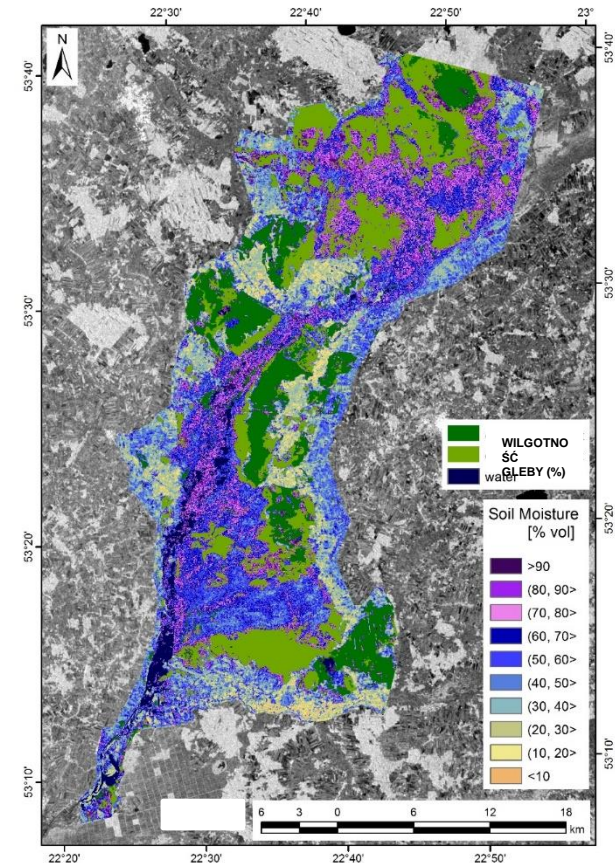 22°30' 22°40' 22°50' 23°
N
53°40' 53°40'
53°30' 53°30'
WILGOTNO
ŚĆ
GLEBY (%)
water
53°20' 53°20'
Soil Moisture
[% vol]
>90
(80, 90>
(70, 80>
(60, 70>
(50, 60>
(40, 50>
(30, 40>
(20, 30>
(10, 20>
<10
53°10' 53°10'
6 3 0 6 12 18
km
22°20' 22°30' 22°40' 22°50'